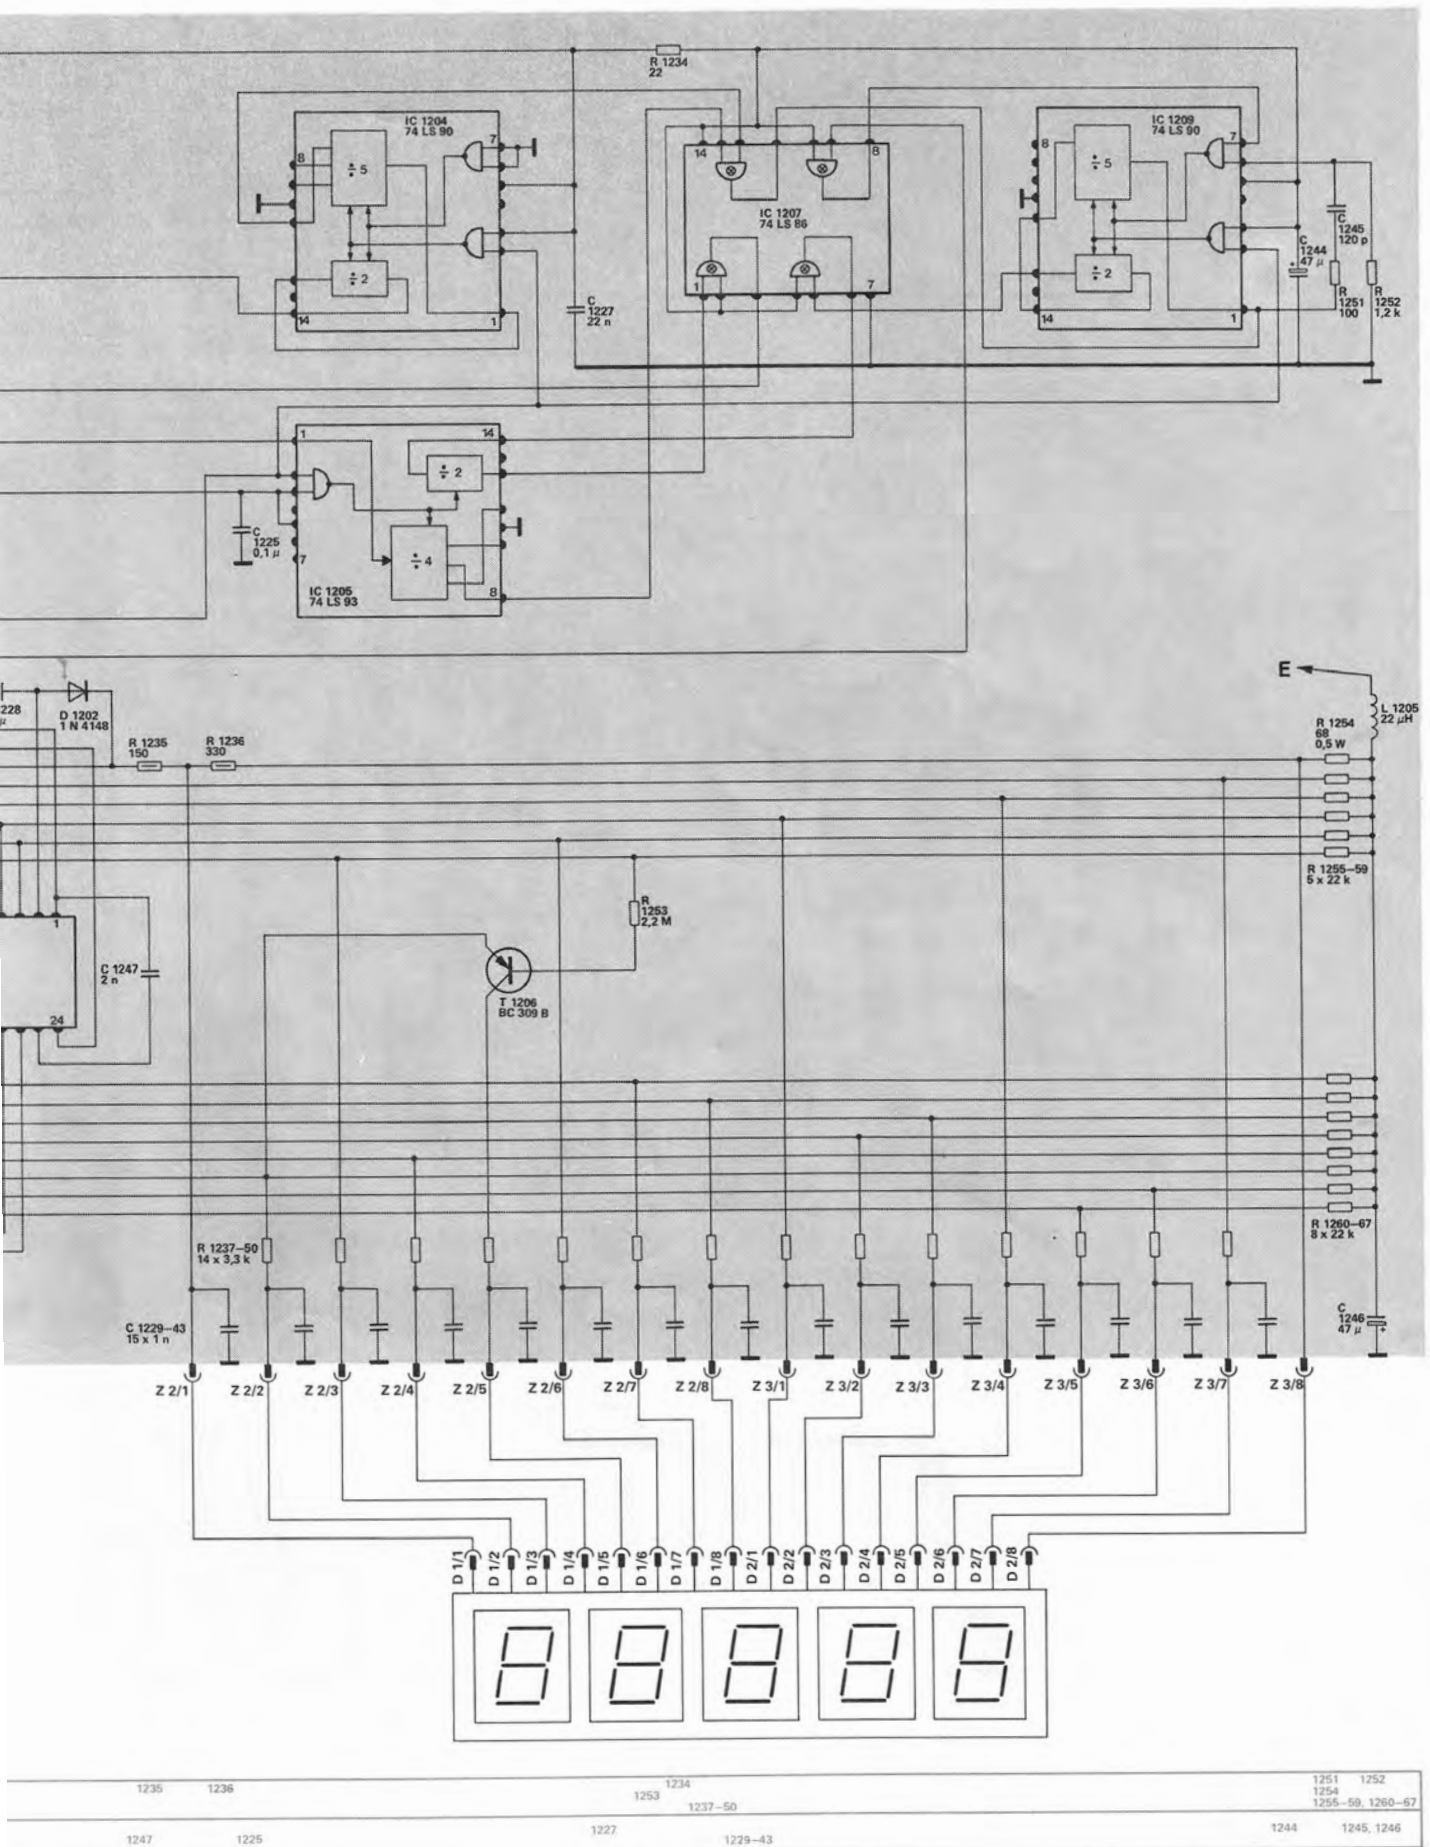 R 1234
22
IC 1204
74 LS 90
7
8
÷ 5
÷ 2
14
1
C
1227
22 n
14
8
IC 1207
74 LS 86
1
7
IC 1209
74 LS 90
7
8
÷ 5
÷ 2
14
1
C
1244
47 µ
C
1245
120 p
R
1251
100
R
1252
1,2 k
1
14
÷ 2
÷ 4
7
8
IC 1205
74 LS 93
C
1225
0,1 µ
E
L 1205
22 µH
228
µ
D 1202
1 N 4148
R 1235
150
R 1236
330
R 1254
68
0,5 W
R 1255–59
5 x 22 k
R
1253
2,2 M
1
C 1247
2 n
24
T 1206
BC 309 B
R 1260–67
8 x 22 k
R 1237–50
14 x 3,3 k
C 1229–43
15 x 1 n
C
1246
47 µ
+
Z 2/1 Z 2/2 Z 2/3 Z 2/4 Z 2/5 Z 2/6 Z 2/7 Z 2/8 Z 3/1 Z 3/2 Z 3/3 Z 3/4 Z 3/5 Z 3/6 Z 3/7 Z 3/8
D 1/1 D 1/2 D 1/3 D 1/4 D 1/5 D 1/6 D 1/7 D 1/8 D 2/1 D 2/2 D 2/3 D 2/4 D 2/5 D 2/6 D 2/7 D 2/8
8 8 8 8 8
1235 1236 1234 1251 1252
1253 1254
1237–50 1255–59, 1260–67
1247 1225 1227 1229–43 1244 1245, 1246